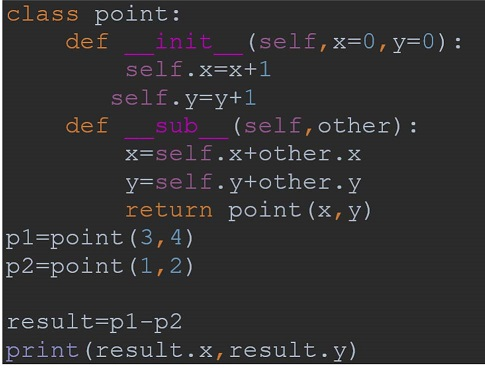 class point:
    def __init__(self,x=0,y=0):
        self.x=x+1
       self.y=y+1
    def __sub__(self,other):
        x=self.x+other.x
        y=self.y+other.y
        return point(x,y)
p1=point(3,4)
p2=point(1,2)

result=p1-p2
print(result.x,result.y)